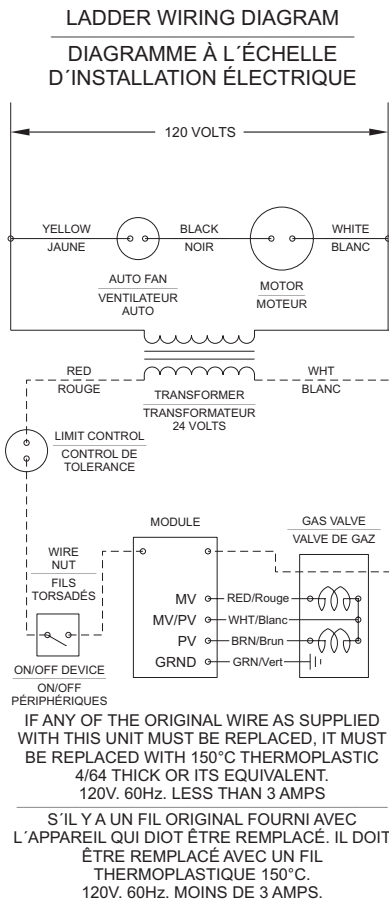 LADDER WIRING DIAGRAM
DIAGRAMME À L´ÉCHELLE
D´INSTALLATION ÉLECTRIQUE
120 VOLTS
YELLOW
JAUNE
BLACK
NOIR
WHITE
BLANC
AUTO FAN
VENTILATEUR
AUTO
MOTOR
MOTEUR
RED
ROUGE
WHT
BLANC
TRANSFORMER
TRANSFORMATEUR
24 VOLTS
LIMIT CONTROL
CONTROL DE
TOLERANCE
MODULE
GAS VALVE
VALVE DE GAZ
WIRE
NUT
FILS
TORSADÉS
MV RED/Rouge
MV/PV WHT/Blanc
PV BRN/Brun
GRND GRN/Vert
ON/OFF DEVICE
ON/OFF
PÉRIPHÉRIQUES
IF ANY OF THE ORIGINAL WIRE AS SUPPLIED
WITH THIS UNIT MUST BE REPLACED, IT MUST
BE REPLACED WITH 150°C THERMOPLASTIC
4/64 THICK OR ITS EQUIVALENT.
120V. 60Hz. LESS THAN 3 AMPS
S´IL Y A UN FIL ORIGINAL FOURNI AVEC
L´APPAREIL QUI DIOT ÊTRE REMPLACÉ. IL DOIT
ÊTRE REMPLACÉ AVEC UN FIL
THERMOPLASTIQUE 150°C.
120V. 60Hz. MOINS DE 3 AMPS.